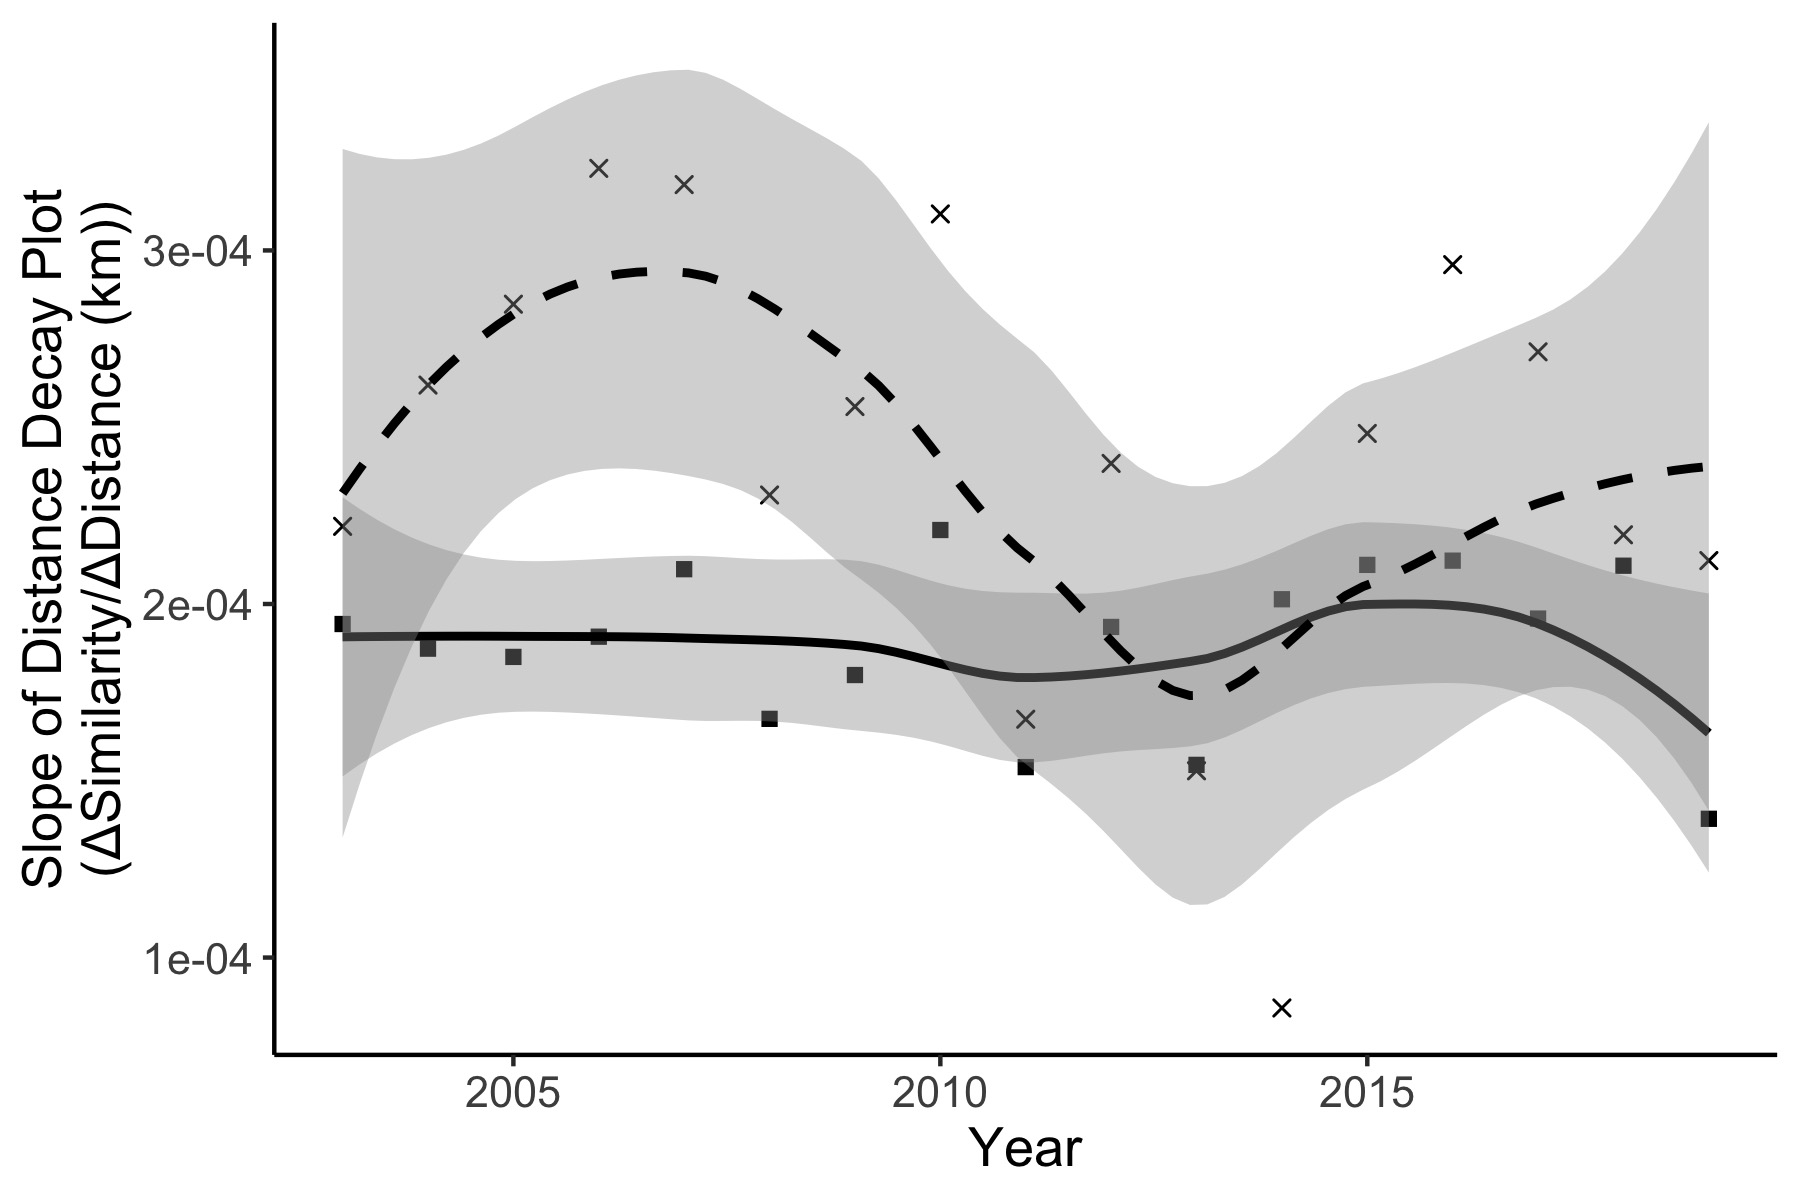 Slope of Distance Decay Plot
(ΔSimilarity/ΔDistance (km))
3e-04
2e-04
1e-04
2005
2010
2015
Year